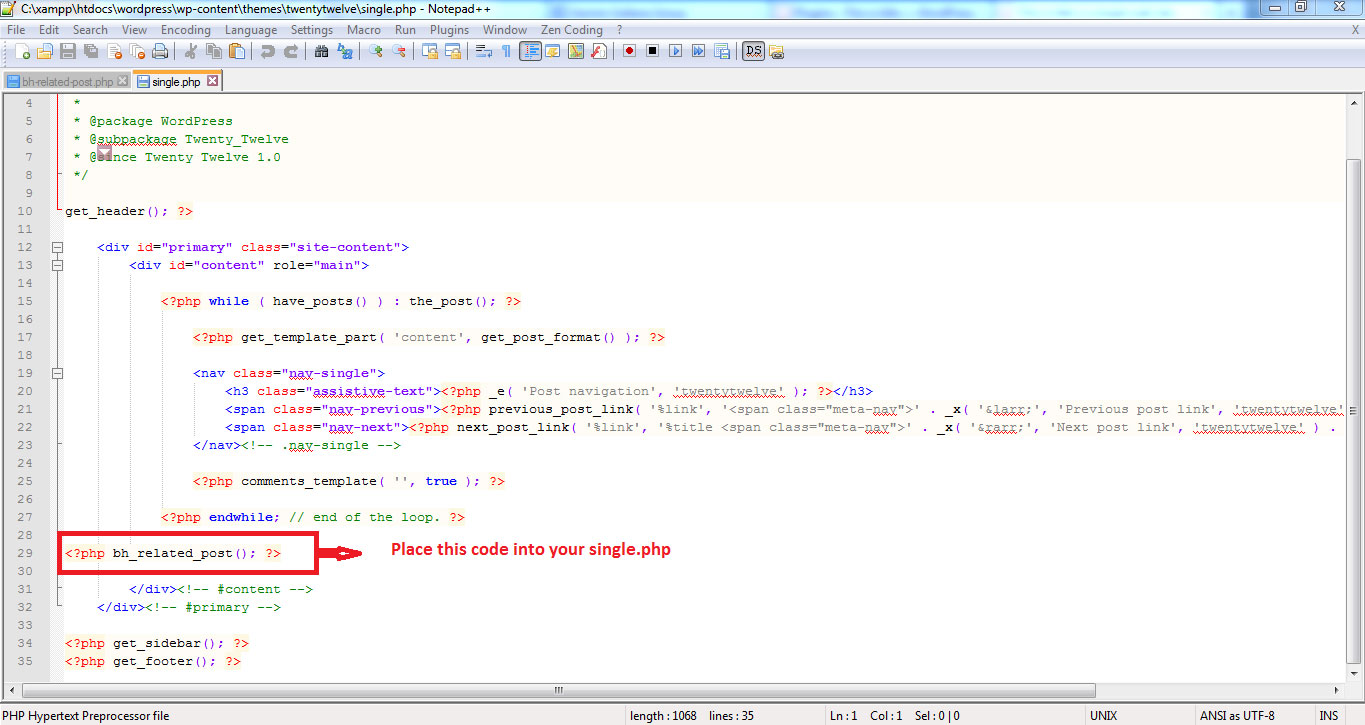 C:\xampp\htdocs\wordpress\wp-content\themes\twentytwelve\single.php - Notepad++
File Edit Search View Encoding Language Settings Macro Run Plugins Window Zen Coding ? X
DS
bh-related-post.php single.php
4 *
5 * @package WordPress
6 * @subpackage Twenty_Twelve
7 * @since Twenty Twelve 1.0
8 */
9
10 get_header(); ?>
11
12 <div id="primary" class="site-content">
13 <div id="content" role="main">
14
15 <?php while ( have_posts() ) : the_post(); ?>
16
17 <?php get_template_part( 'content', get_post_format() ); ?>
18
19 <nav class="nav-single">
20 <h3 class="assistive-text"><?php _e( 'Post navigation', 'twentytwelve' ); ?></h3>
21 <span class="nav-previous"><?php previous_post_link( '%link', '<span class="meta-nav">' . _x( '&larr;', 'Previous post link', 'twentytwelve'
22 <span class="nav-next"><?php next_post_link( '%link', '%title <span class="meta-nav">' . _x( '&rarr;', 'Next post link', 'twentytwelve' ) .
23 </nav><!-- .nav-single -->
24
25 <?php comments_template( '', true ); ?>
26
27 <?php endwhile; // end of the loop. ?>
28
29 <?php bh_related_post(); ?> Place this code into your single.php
30
31 </div><!-- #content -->
32 </div><!-- #primary -->
33
34 <?php get_sidebar(); ?>
35 <?php get_footer(); ?>
PHP Hypertext Preprocessor file length : 1068 lines : 35 Ln : 1 Col : 1 Sel : 0 | 0 UNIX ANSI as UTF-8 INS